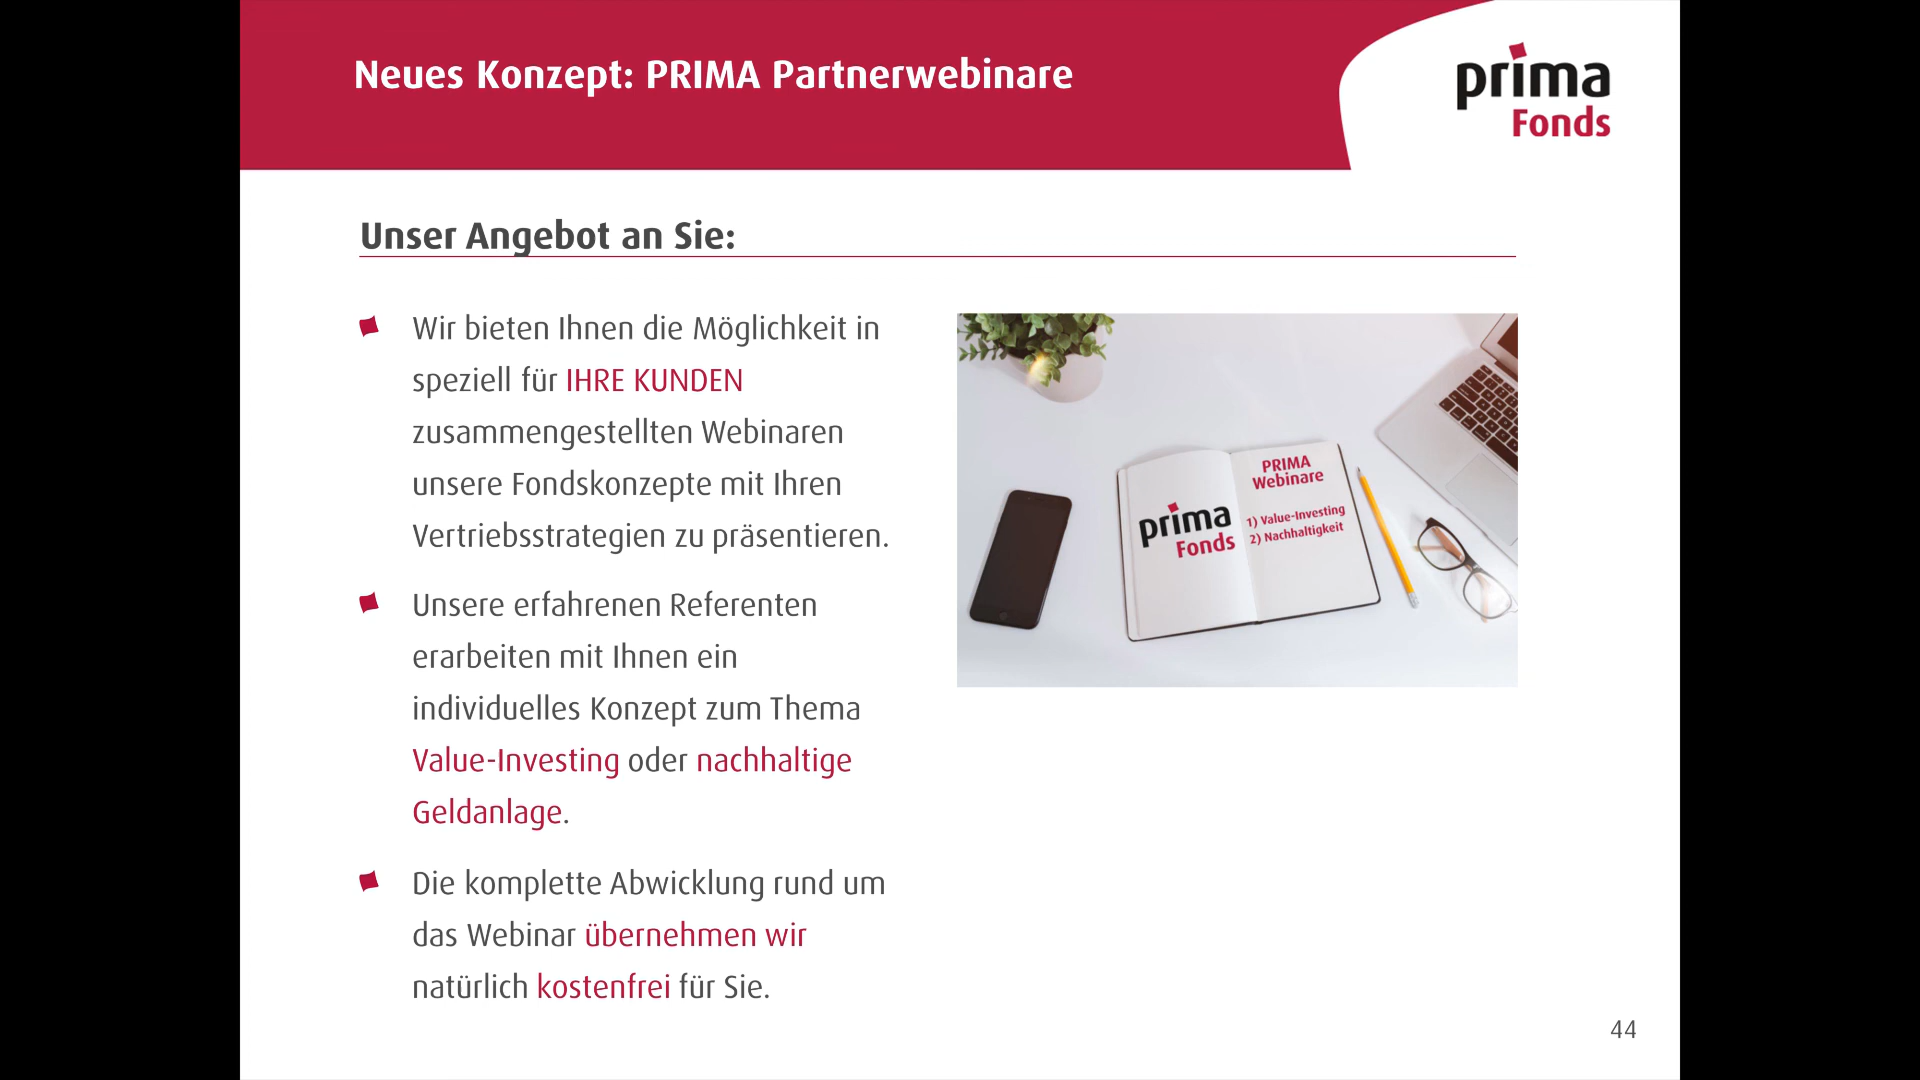 Neues Konzept: PRIMA Partnerwebinare
prima
Fonds
Unser Angebot an Sie:
Wir bieten Ihnen die Möglichkeit in
speziell für IHRE KUNDEN
zusammengestellten Webinaren
unsere Fondskonzepte mit Ihren
Vertriebsstrategien zu präsentieren.
Unsere erfahrenen Referenten
erarbeiten mit Ihnen ein
individuelles Konzept zum Thema
Value-Investing oder nachhaltige
Geldanlage.
Die komplette Abwicklung rund um
das Webinar übernehmen wir
natürlich kostenfrei für Sie.
prima
Fonds
PRIMA
Webinare
1) Value-Investing
2) Nachhaltigkeit
44